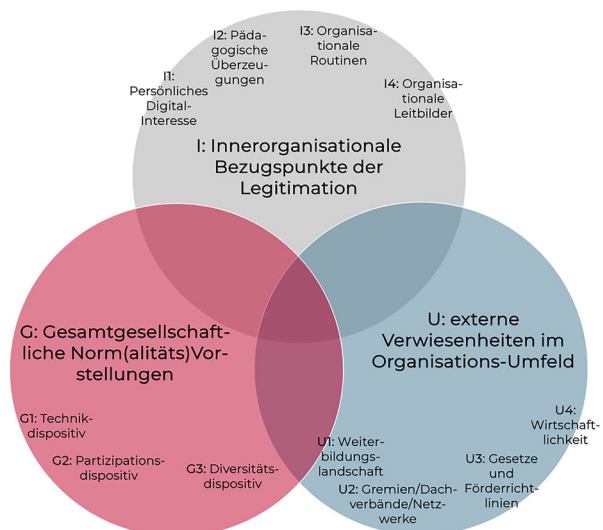 I2: Päda-
gogische
Überzeu-
gungen
I3: Organisa-
tionale
Routinen
I1:
Persönliches
Digital-
Interesse
I4: Organisa-
tionale
Leitbilder
I: Innerorganisationale
Bezugspunkte der
Legitimation
G: Gesamtgesellschaft-
liche Norm(alitäts)Vor-
stellungen
U: externe
Verwiesenheiten im
Organisations-Umfeld
G1: Technik-
dispositiv
G2: Partizipations-
dispositiv
G3: Diversitäts-
dispositiv
U1: Weiter-
bildungs-
landschaft
U2: Gremien/Dach-
verbände/Netz-
werke
U3: Gesetze
und
Förderricht-
linien
U4:
Wirtschaft-
lichkeit